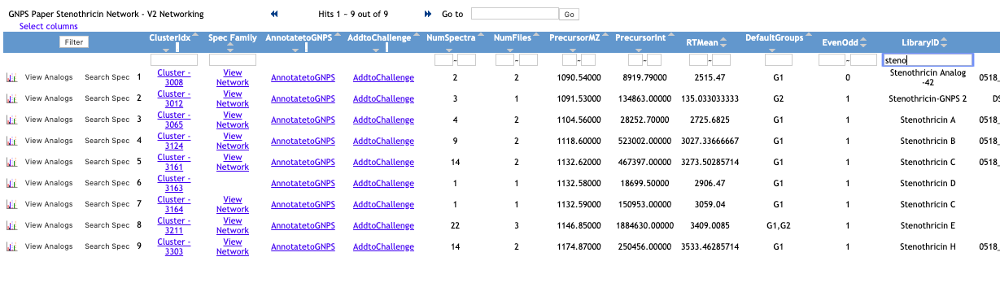 GNPS Paper Stenothricin Network - V2 Networking Hits 1 ~ 9 out of 9 Go to Go
Select columns
Filter ClusterIdx Spec Family AnnotatetoGNPS AddtoChallenge NumSpectra NumFiles PrecursorMZ PrecursorInt RTMean DefaultGroups EvenOdd LibraryID
~ ~ ~ ~ ~ ~ steno
View Analogs Search Spec 1 Cluster - 3008 View Network AnnotatetoGNPS AddtoChallenge 2 2 1090.54000 8919.79000 2515.47 G1 0 Stenothricin Analog -42 0518_
View Analogs Search Spec 2 Cluster - 3012 View Network AnnotatetoGNPS AddtoChallenge 3 1 1091.53000 134863.00000 135.033033333 G2 1 Stenothricin-GNPS 2 DS
View Analogs Search Spec 3 Cluster - 3065 View Network AnnotatetoGNPS AddtoChallenge 4 2 1104.56000 28252.70000 2725.6825 G1 1 Stenothricin A 0518_
View Analogs Search Spec 4 Cluster - 3124 View Network AnnotatetoGNPS AddtoChallenge 9 2 1118.60000 523002.00000 3027.33666667 G1 1 Stenothricin B 0518_
View Analogs Search Spec 5 Cluster - 3161 View Network AnnotatetoGNPS AddtoChallenge 14 2 1132.62000 467397.00000 3273.50285714 G1 1 Stenothricin C 0518_
View Analogs Search Spec 6 Cluster - 3163 AnnotatetoGNPS AddtoChallenge 1 1 1132.58000 18699.50000 2906.47 G1 1 Stenothricin D
View Analogs Search Spec 7 Cluster - 3164 View Network AnnotatetoGNPS AddtoChallenge 1 1 1132.59000 150953.00000 3059.04 G1 1 Stenothricin C
View Analogs Search Spec 8 Cluster - 3211 View Network AnnotatetoGNPS AddtoChallenge 22 3 1146.85000 1884630.00000 3409.0085 G1,G2 1 Stenothricin E
View Analogs Search Spec 9 Cluster - 3303 View Network AnnotatetoGNPS AddtoChallenge 14 2 1174.87000 250456.00000 3533.46285714 G1 1 Stenothricin H 0518_